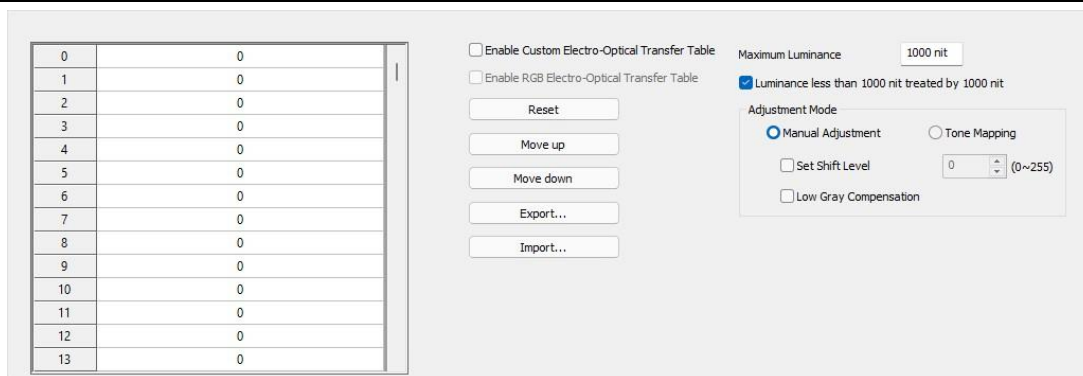 0 0
1 0
2 0
3 0
4 0
5 0
6 0
7 0
8 0
9 0
10 0
11 0
12 0
13 0
Enable Custom Electro-Optical Transfer Table
Enable RGB Electro-Optical Transfer Table
Reset
Move up
Move down
Export...
Import...
Maximum Luminance 1000 nit
Luminance less than 1000 nit treated by 1000 nit
Adjustment Mode
Manual Adjustment Tone Mapping
Set Shift Level 0 (0~255)
Low Gray Compensation